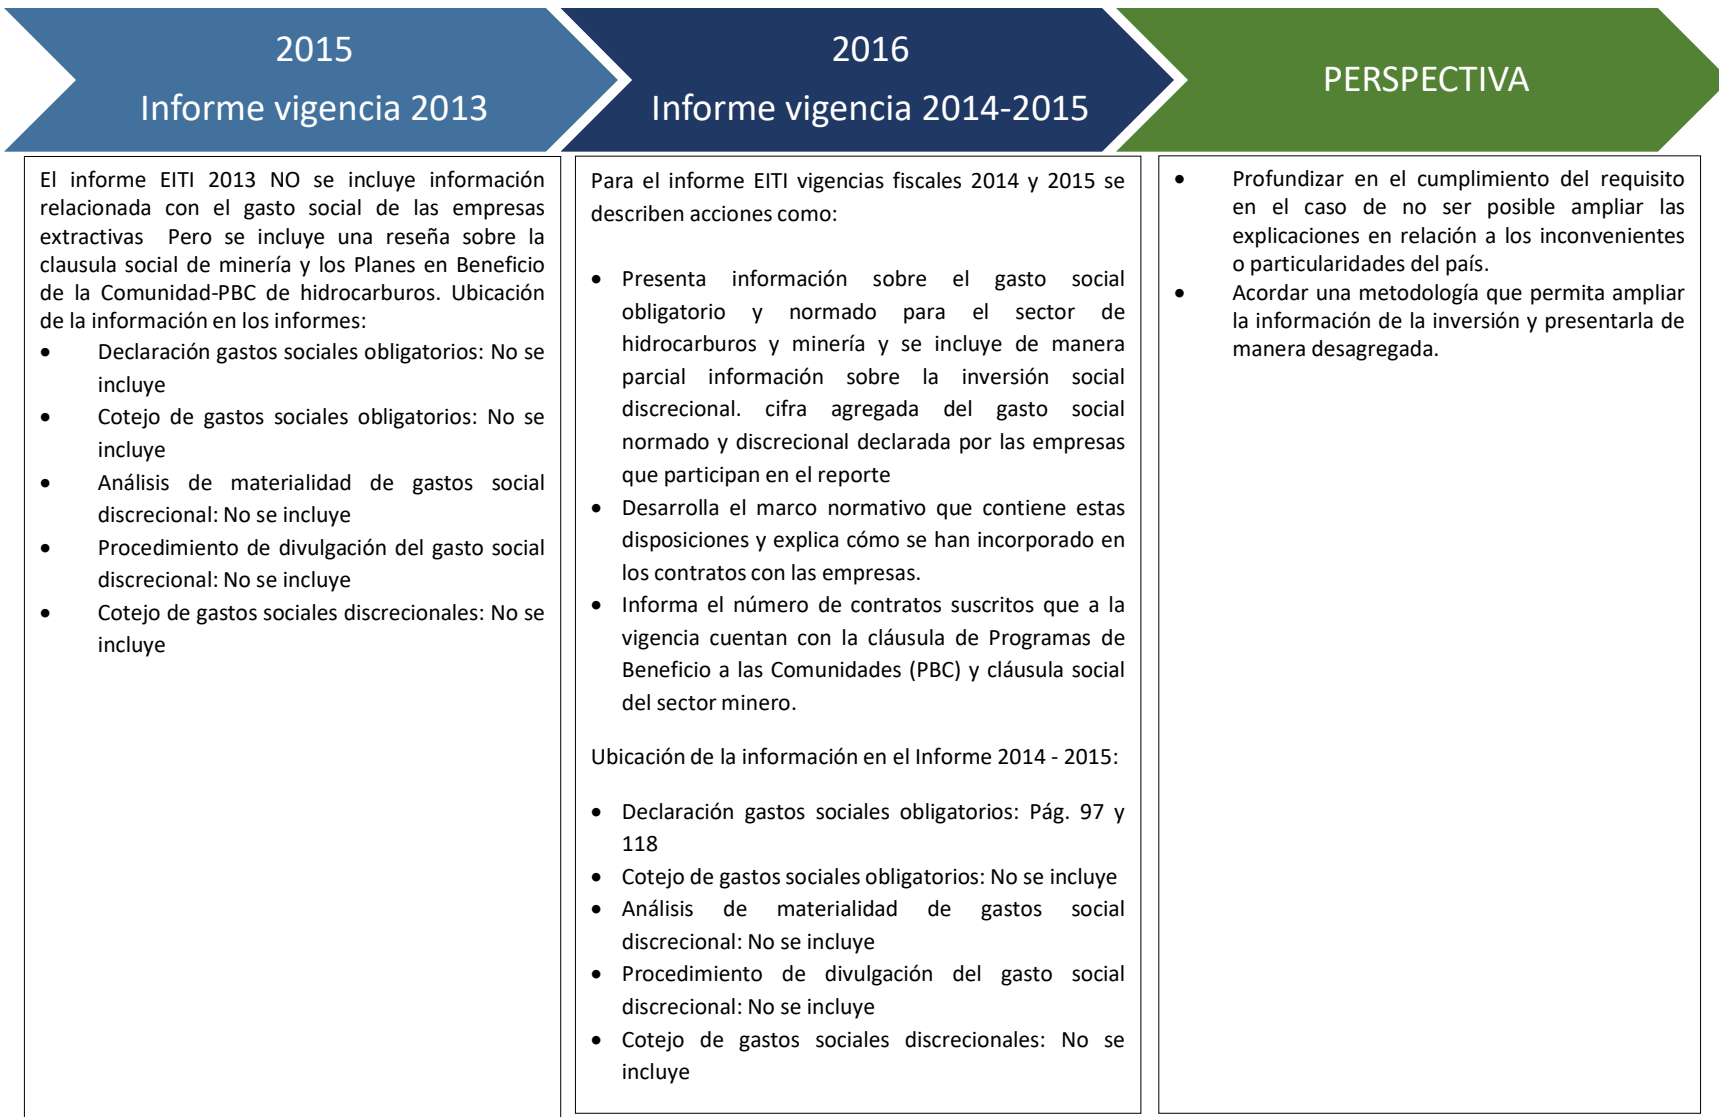 2015
Informe vigencia 2013
2016
Informe vigencia 2014-2015
PERSPECTIVA
El informe EITI 2013 NO se incluye información
relacionada con el gasto social de las empresas
extractivas Pero se incluye una reseña sobre la
clausula social de minería y los Planes en Beneficio
de la Comunidad-PBC de hidrocarburos. Ubicación
de la información en los informes:
• Declaración gastos sociales obligatorios: No se
incluye
• Cotejo de gastos sociales obligatorios: No se
incluye
• Análisis de materialidad de gastos social
discrecional: No se incluye
• Procedimiento de divulgación del gasto social
discrecional: No se incluye
• Cotejo de gastos sociales discrecionales: No se
incluye
Para el informe EITI vigencias fiscales 2014 y 2015 se
describen acciones como:
• Presenta información sobre el gasto social
obligatorio y normado para el sector de
hidrocarburos y minería y se incluye de manera
parcial información sobre la inversión social
discrecional. cifra agregada del gasto social
normado y discrecional declarada por las empresas
que participan en el reporte
• Desarrolla el marco normativo que contiene estas
disposiciones y explica cómo se han incorporado en
los contratos con las empresas.
• Informa el número de contratos suscritos que a la
vigencia cuentan con la cláusula de Programas de
Beneficio a las Comunidades (PBC) y cláusula social
del sector minero.
Ubicación de la información en el Informe 2014 - 2015:
• Declaración gastos sociales obligatorios: Pág. 97 y
118
• Cotejo de gastos sociales obligatorios: No se incluye
• Análisis de materialidad de gastos social
discrecional: No se incluye
• Procedimiento de divulgación del gasto social
discrecional: No se incluye
• Cotejo de gastos sociales discrecionales: No se
incluye
• Profundizar en el cumplimiento del requisito
en el caso de no ser posible ampliar las
explicaciones en relación a los inconvenientes
o particularidades del país.
• Acordar una metodología que permita ampliar
la información de la inversión y presentarla de
manera desagregada.